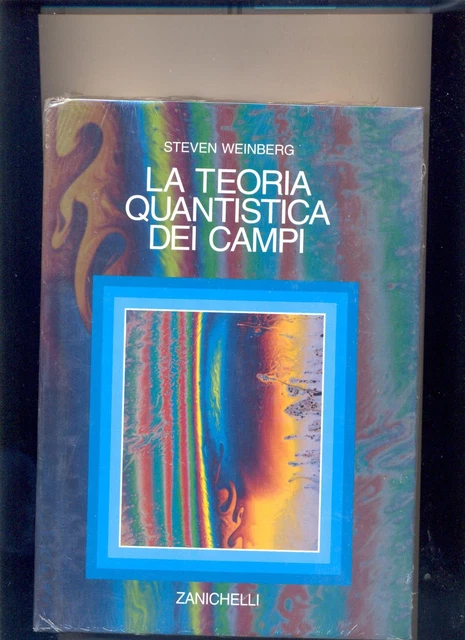 STEVEN WEINBERG
LA TEORIA
QUANTISTICA
DEI CAMPI
ZANICHELLI